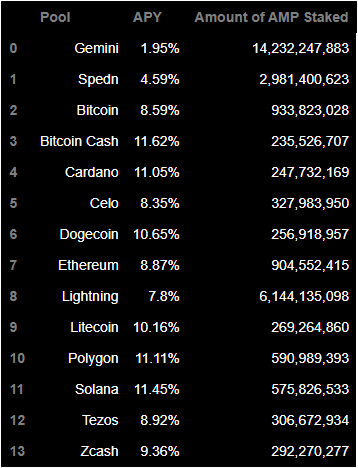 Pool APY Amount of AMP Staked
0 Gemini 1.95% 14,232,247,883
1 Spedn 4.59% 2,981,400,623
2 Bitcoin 8.59% 933,823,028
3 Bitcoin Cash 11.62% 235,526,707
4 Cardano 11.05% 247,732,169
5 Celo 8.35% 327,983,950
6 Dogecoin 10.65% 256,918,957
7 Ethereum 8.87% 904,552,415
8 Lightning 7.8% 6,144,135,098
9 Litecoin 10.16% 269,264,860
10 Polygon 11.11% 590,989,393
11 Solana 11.45% 575,826,533
12 Tezos 8.92% 306,672,934
13 Zcash 9.36% 292,270,277